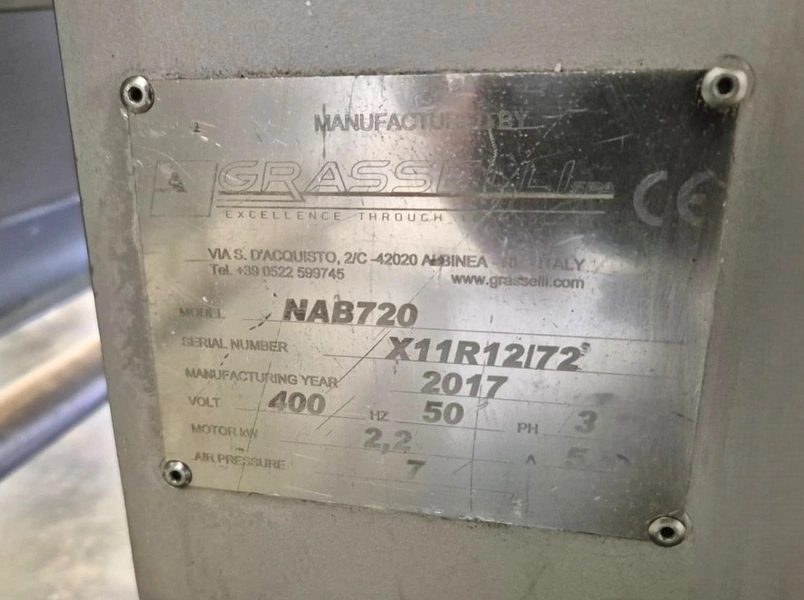 MANUFACTURED BY
GRASSELLI
EXCELLENCE THROUGH
VIA S. D'ACQUISTO, 2/C -42020 ALBINEA - ITALY
Tel. +39 0522 599745 www.grasselli.com
MODEL NAB720
SERIAL NUMBER X11R12/72
MANUFACTURING YEAR 2017
VOLT 400 HZ 50 PH 3
MOTOR kW 2,2
AIR PRESSURE 7 A 5
CE